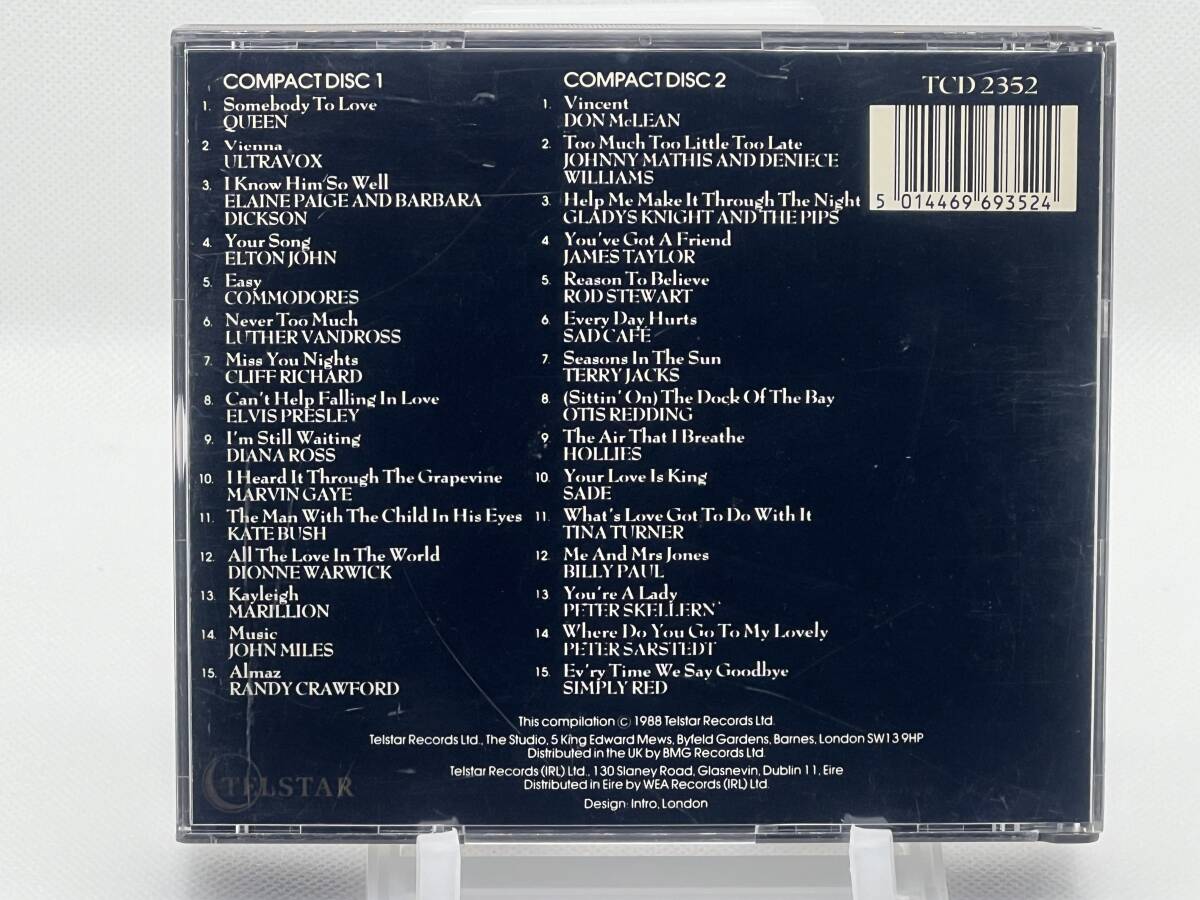 COMPACT DISC 1
1. Somebody To Love
QUEEN
2. Vienna
ULTRAVOX
3. I Know Him So Well
ELAINE PAIGE AND BARBARA
DICKSON
4. Your Song
ELTON JOHN
5. Easy
COMMODORES
6. Never Too Much
LUTHER VANDROSS
7. Miss You Nights
CLIFF RICHARD
8. Can't Help Falling In Love
ELVIS PRESLEY
9. I'm Still Waiting
DIANA ROSS
10. I Heard It Through The Grapevine
MARVIN GAYE
11. The Man With The Child In His Eyes
KATE BUSH
12. All The Love In The World
DIONNE WARWICK
13. Kayleigh
MARILLION
14. Music
JOHN MILES
15. Almaz
RANDY CRAWFORD
COMPACT DISC 2
1. Vincent
DON McLEAN
2. Too Much Too Little Too Late
JOHNNY MATHIS AND DENIECE
WILLIAMS
3. Help Me Make It Through The Night
GLADYS KNIGHT AND THE PIPS
4. You've Got A Friend
JAMES TAYLOR
5. Reason To Believe
ROD STEWART
6. Every Day Hurts
SAD CAFÉ
7. Seasons In The Sun
TERRY JACKS
8. (Sittin' On) The Dock Of The Bay
OTIS REDDING
9. The Air That I Breathe
HOLLIES
10. Your Love Is King
SADE
11. What's Love Got To Do With It
TINA TURNER
12. Me And Mrs Jones
BILLY PAUL
13. You're A Lady
PETER SKELLERN
14. Where Do You Go To My Lovely
PETER SARSTEDT
15. Ev'ry Time We Say Goodbye
SIMPLY RED
TCD 2352
5 014469 693524
This compilation © 1988 Telstar Records Ltd.
Telstar Records Ltd., The Studio, 5 King Edward Mews, Byfeld Gardens, Barnes, London SW13 9HP
Distributed in the UK by BMG Records Ltd.
Telstar Records (IRL) Ltd., 130 Slaney Road, Glasnevin, Dublin 11, Eire
Distributed in Eire by WEA Records (IRL) Ltd.
Design: Intro, London
TELSTAR